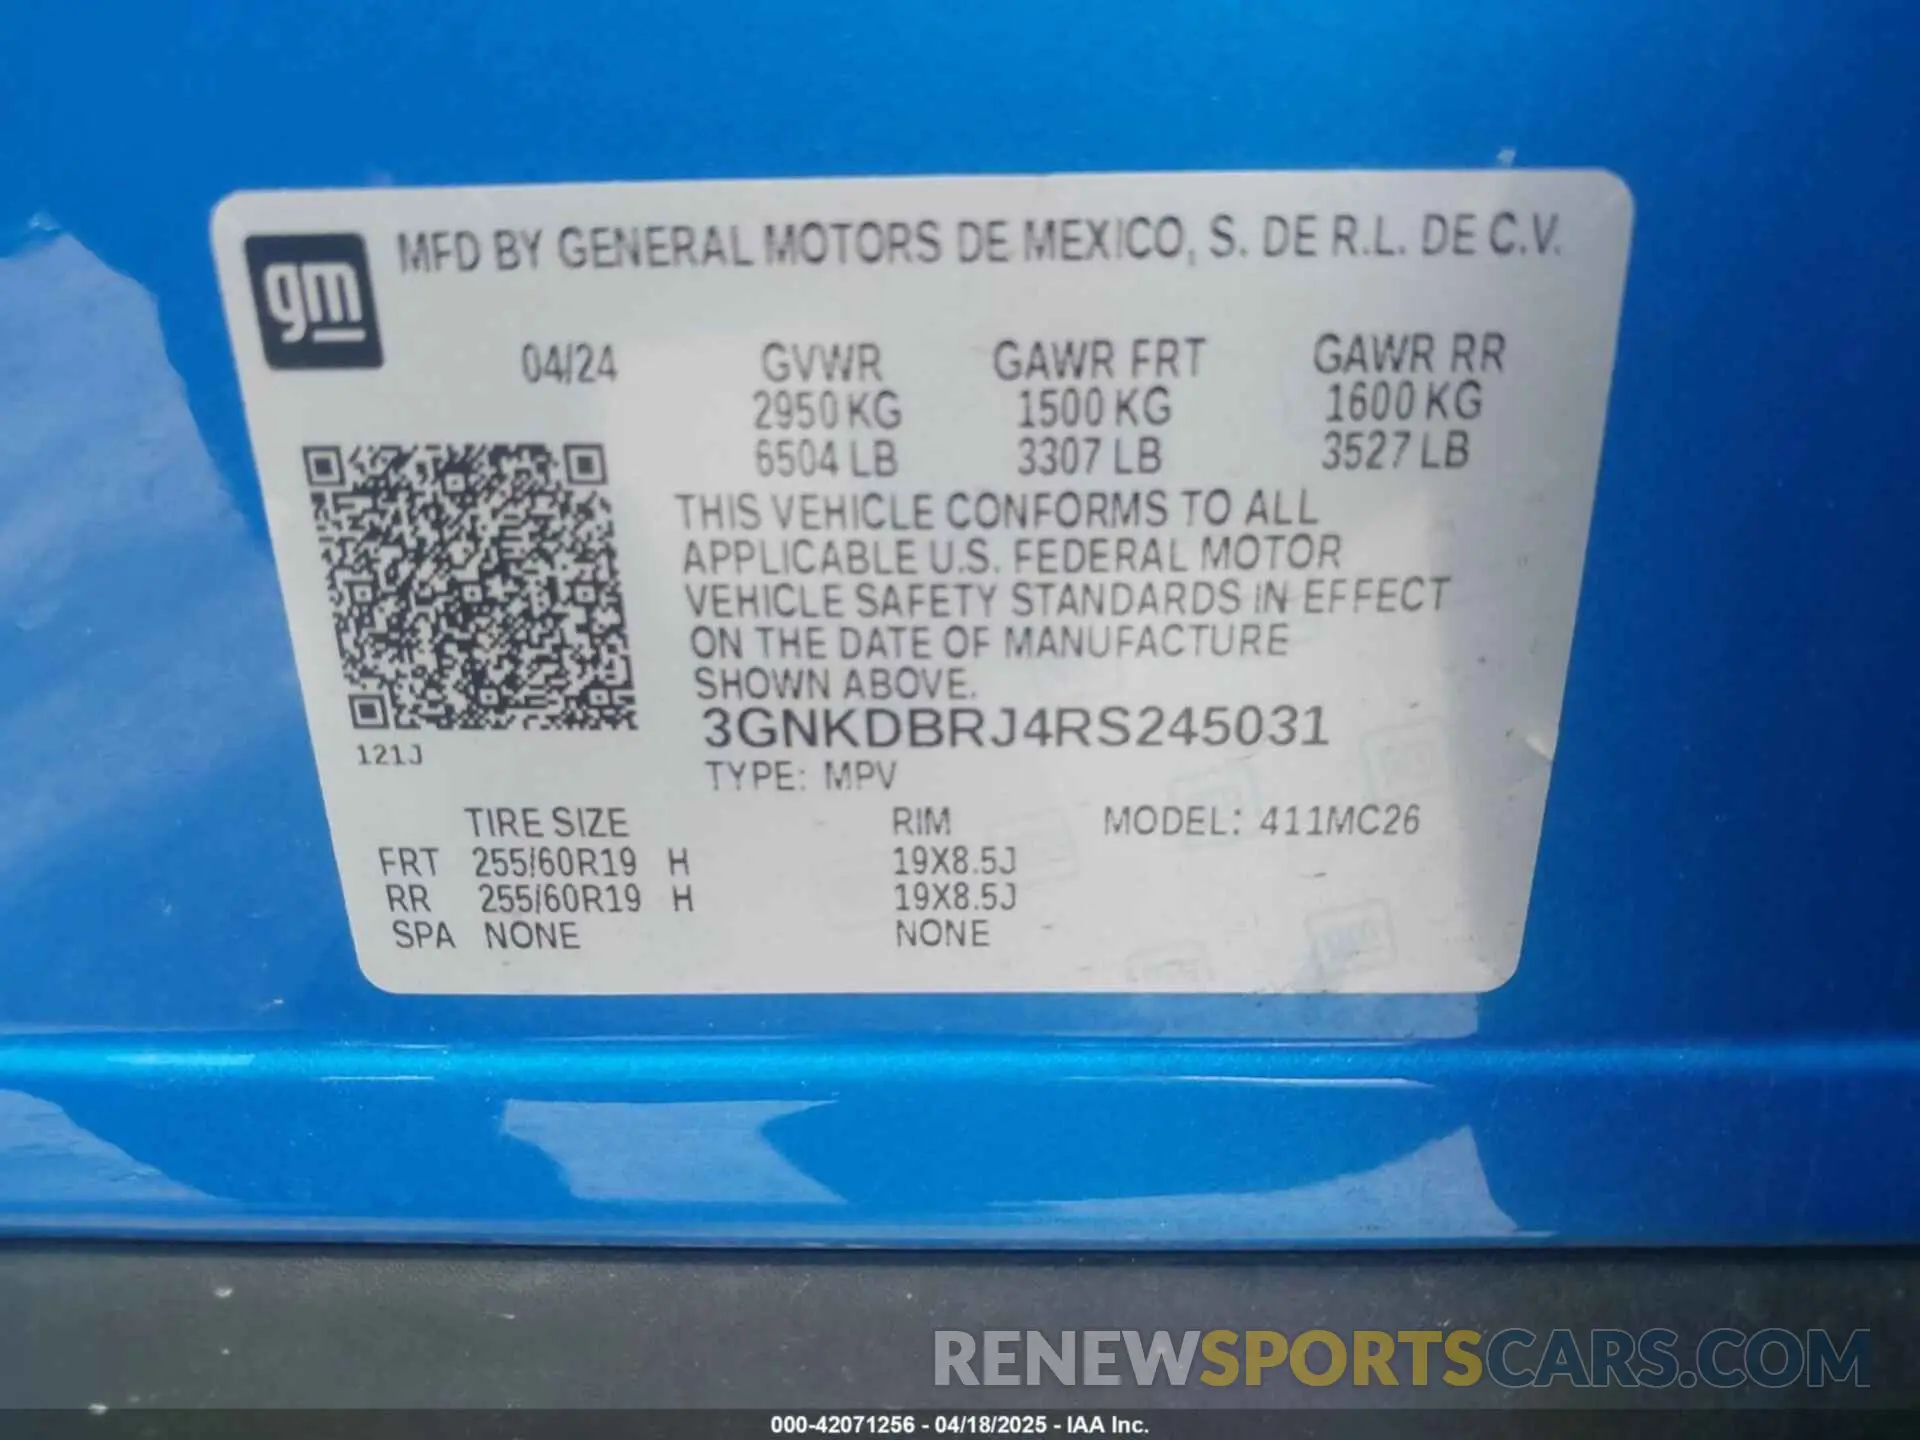 gm
MFD BY GENERAL MOTORS DE MEXICO, S. DE R.L. DE C.V.
04/24 GVWR GAWR FRT GAWR RR
2950 KG 1500 KG 1600 KG
6504 LB 3307 LB 3527 LB
THIS VEHICLE CONFORMS TO ALL
APPLICABLE U.S. FEDERAL MOTOR
VEHICLE SAFETY STANDARDS IN EFFECT
ON THE DATE OF MANUFACTURE
SHOWN ABOVE.
3GNKDBRJ4RS245031
121J
TYPE: MPV
TIRE SIZE RIM MODEL: 411MC26
FRT 255/60R19 H 19X8.5J
RR 255/60R19 H 19X8.5J
SPA NONE NONE
RENEWSPORTSCARS.COM
000-42071256 - 04/18/2025 - IAA Inc.